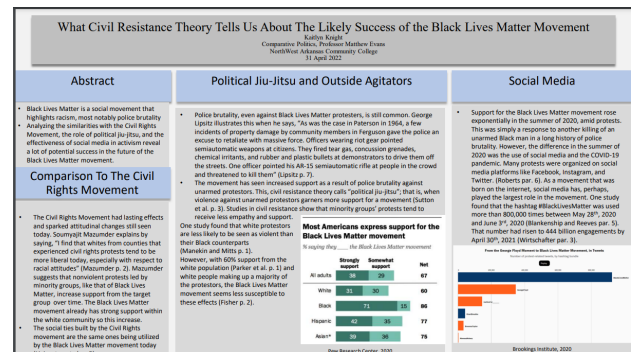 What Civil Resistance Theory Tells Us About The Likely Success of the Black Lives Matter Movement
Kaitlyn Knight
Comparative Politics, Professor Matthew Evans
NorthWest Arkansas Community College
31 April 2022
Abstract
• Black Lives Matter is a social movement that
highlights racism, most notably police brutality
• Analyzing the similarities with the Civil Rights
Movement, the role of political jiu-jitsu, and the
effectiveness of social media in activism reveal
a lot of potential success in the future of the
Black Lives Matter movement.
Comparison To The Civil
Rights Movement
• The Civil Rights Movement had lasting effects
and sparked attitudinal changes still seen
today. Soumyajit Mazumder explains by
saying, "I find that whites from counties that
experienced civil rights protests tend to be
more liberal today, especially with respect to
racial attitudes" (Mazumder p. 2). Mazumder
suggests that nonviolent protests led by
minority groups, like that of Black Lives
Matter, increase support from the target
group over time. The Black Lives Matter
movement already has strong support within
the white community so this increase.
• The social ties built by the Civil Rights
movement are the same ones being utilized
by the Black Lives Matter movement today
Political Jiu-Jitsu and Outside Agitators
• Police brutality, even against Black Lives Matter protesters, is still common. George
Lipsitz illustrates this when he says, "As was the case in Paterson in 1964, a few
incidents of property damage by community members in Ferguson gave the police an
excuse to retaliate with massive force. Officers wearing riot gear pointed
semiautomatic weapons at citizens. They fired tear gas, concussion grenades,
chemical irritants, and rubber and plastic bullets at demonstrators to drive them off
the streets. One officer pointed his AR-15 semiautomatic rifle at people in the crowd
and threatened to kill them" (Lipsitz p. 7).
• The movement has seen increased support as a result of police brutality against
unarmed protestors. This, civil resistance theory calls "political jiu-jitsu"; that is, when
violence against unarmed protesters garners more support for a movement (Sutton
et al. p. 3). Studies in civil resistance show that minority groups' protests tend to
receive less empathy and support.
One study found that white protestors
are less likely to be seen as violent than
their Black counterparts
(Manekin and Mitts p. 1).
However, with 60% support from the
white population (Parker et al. p. 1) and
white people making up a majority of
the protestors, the Black Lives Matter
movement seems less susceptible to
these effects (Fisher p. 2).
Most Americans express support for the
Black Lives Matter movement
% saying they ___ the Black Lives Matter movement
Strongly support Somewhat support Net
All adults 38 29 67
White 31 30 60
Black 71 15 86
Hispanic 42 35 77
Asian* 39 36 75
Pew Research Center, 2020
Social Media
• Support for the Black Lives Matter movement rose
exponentially in the summer of 2020, amid protests.
This was simply a response to another killing of an
unarmed Black man in a long history of police
brutality. However, the difference in the summer of
2020 was the use of social media and the COVID-19
pandemic. Many protests were organized on social
media platforms like Facebook, Instagram, and
Twitter. (Roberts par. 6). As a movement that was
born on the internet, social media has, perhaps,
played the largest role in the movement. One study
found that the hashtag #BlackLivesMatter was used
more than 800,000 times between May 28th, 2020
and June 3rd, 2020 (Blankenship and Reeves par. 5).
That number had risen to 444 billion engagements by
April 30th, 2021 (Wirtschafter par. 3).
From the George Floyd Moment to the Black Lives Matter Movement, in Tweets
Brookings Institute, 2020